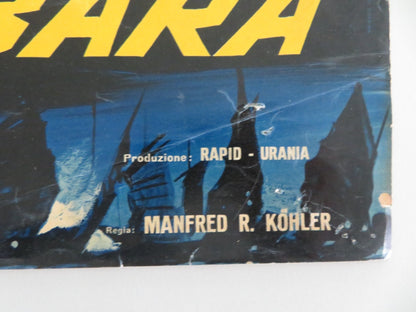 BARA
Produzione: RAPID - URANIA
Regia: MANFRED R. KÖHLER